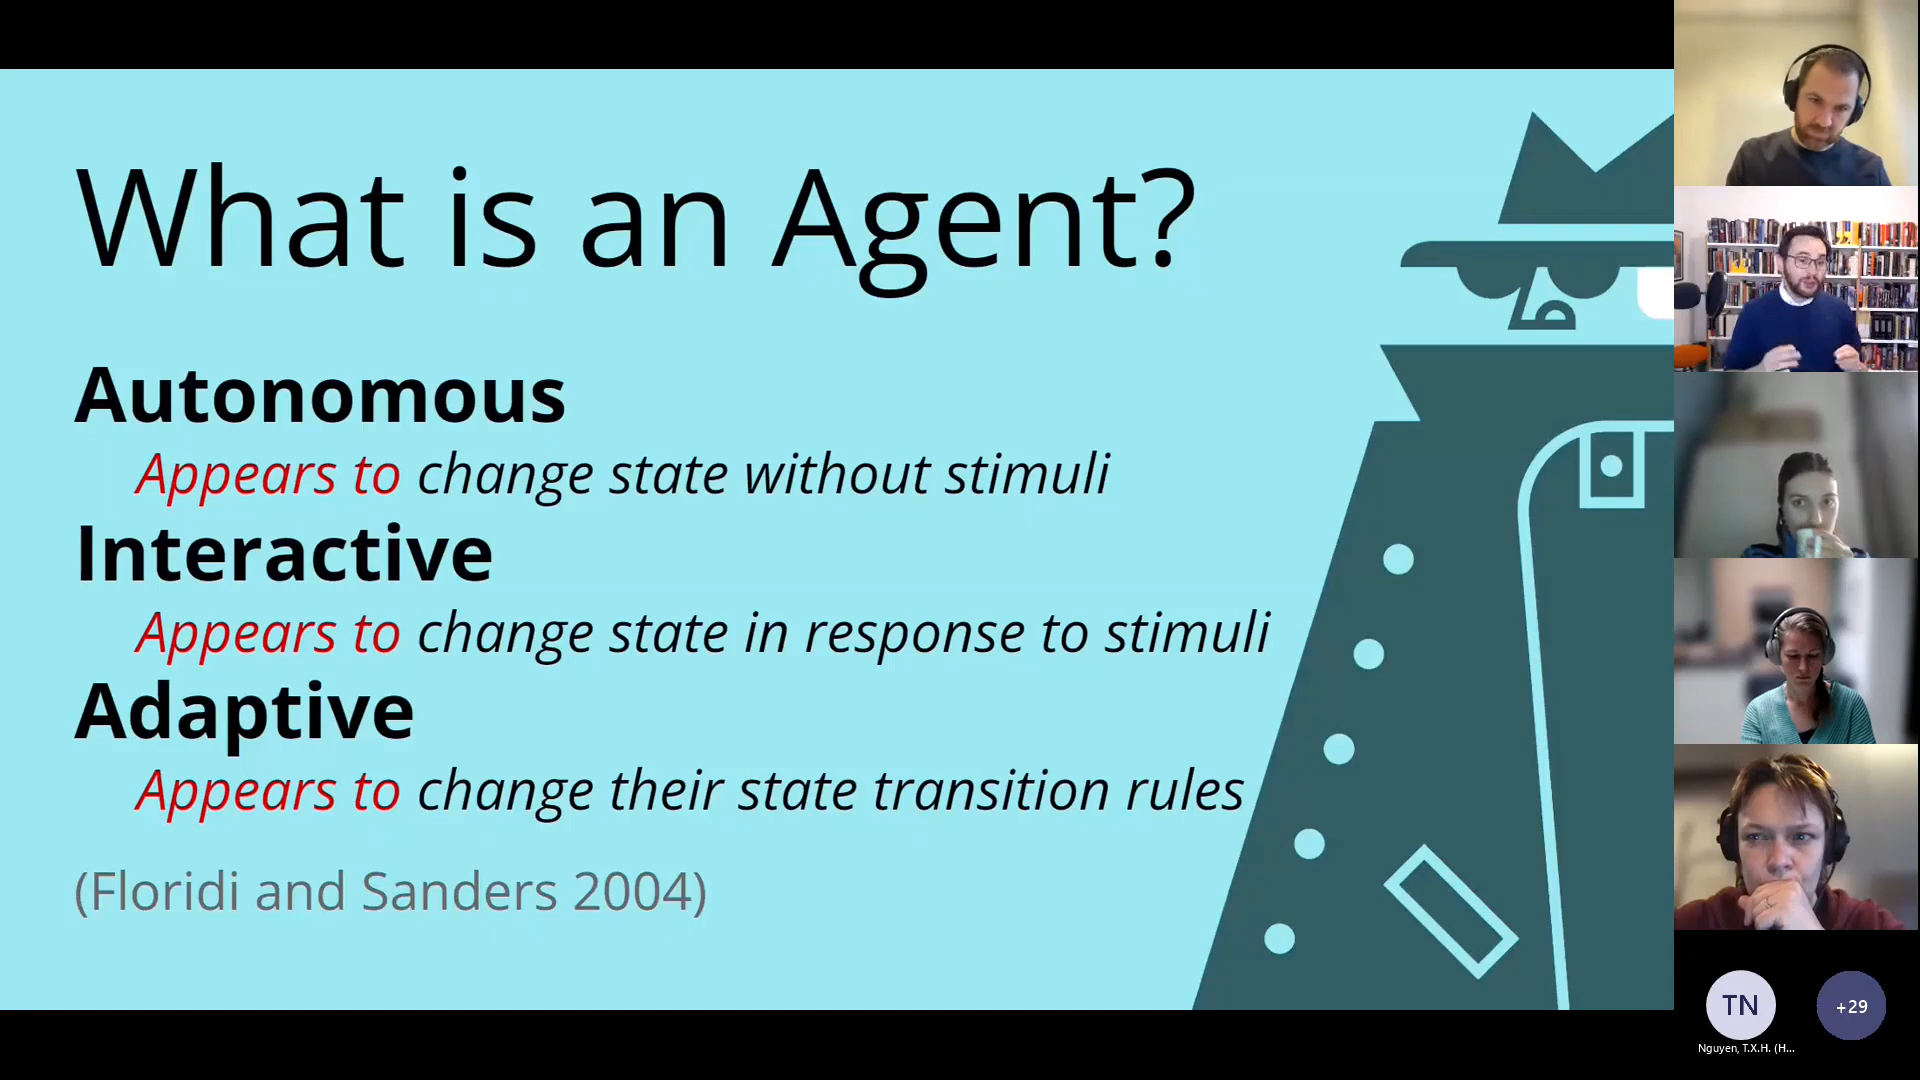 What is an Agent?
Autonomous
Appears to change state without stimuli
Interactive
Appears to change state in response to stimuli
Adaptive
Appears to change their state transition rules
(Floridi and Sanders 2004)
TN
+29
Nguyen, T.X.H. (H...